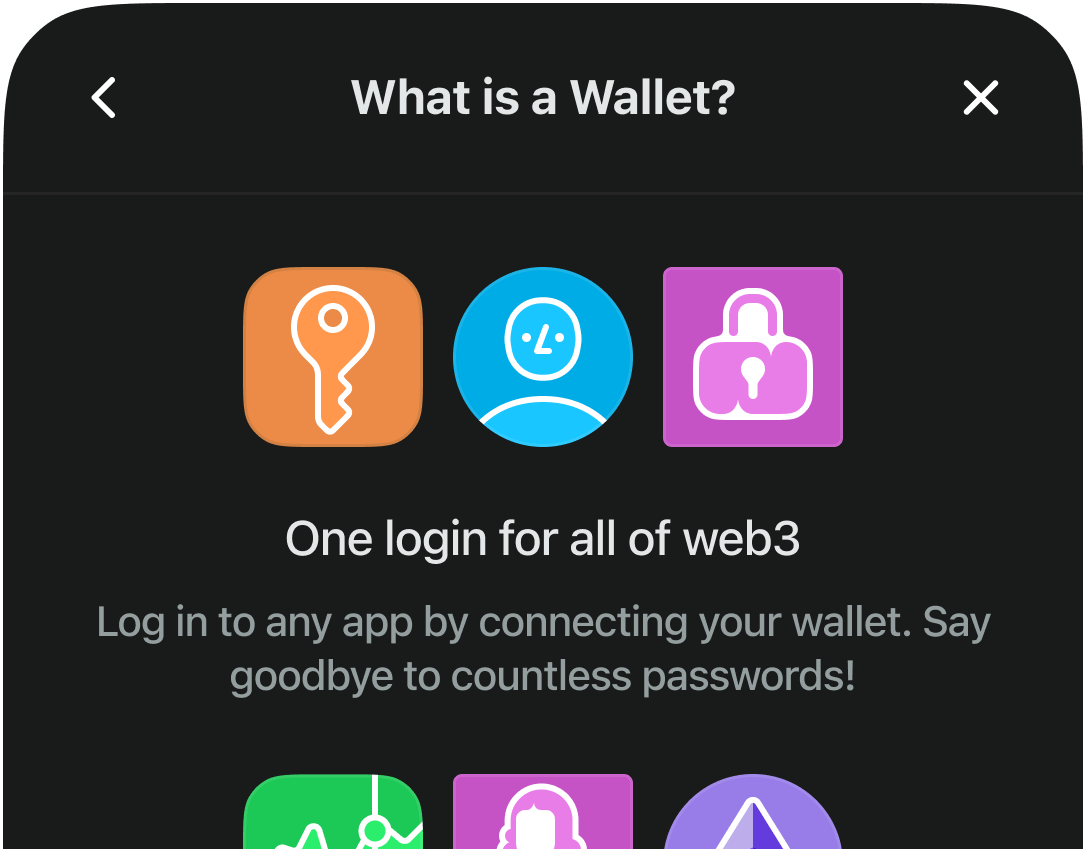 What is a Wallet?
One login for all of web3
Log in to any app by connecting your wallet. Say
goodbye to countless passwords!